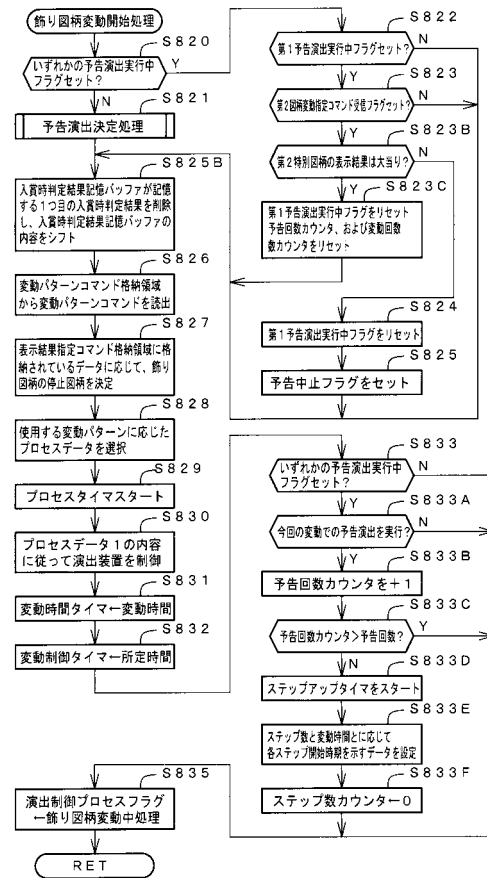 飾り図柄変動開始処理
S820
いずれかの予告演出実行中
フラグセット?
Y
N
S821
予告演出決定処理
S825B
入賞時判定結果記憶バッファが記憶
する1つ目の入賞時判定結果を削除
し、入賞時判定結果記憶バッファの
内容をシフト
S826
変動パターンコマンド格納領域
から変動パターンコマンドを読出
S827
表示結果指定コマンド格納領域に格
納されているデータに応じて、飾り
図柄の停止図柄を決定
S828
使用する変動パターンに応じた
プロセスデータを選択
S829
プロセスタイマスタート
S830
プロセスデータ1の内容
に従って演出装置を制御
S831
変動時間タイマ←変動時間
S832
変動制御タイマ←所定時間
S822
第1予告演出実行中フラグセット?
N
Y
S823
第2図柄変動指定コマンド受信フラグセット?
N
Y
S823B
第2特別図柄の表示結果は大当り?
Y
N
S823C
第1予告演出実行中フラグをリセット
予告回数カウンタ、および変動回数
数カウンタをリセット
S824
第1予告演出実行中フラグをリセット
S825
予告中止フラグをセット
S833
いずれかの予告演出実行中
フラグセット?
N
Y
S833A
今回の変動での予告演出を実行?
N
Y
S833B
予告回数カウンタを+1
S833C
予告回数カウンタ>予告回数?
Y
N
S833D
ステップアップタイマをスタート
S833E
ステップ数と変動時間とに応じて
各ステップ開始時期を示すデータを設定
S833F
ステップ数カウンタ←0
S835
演出制御プロセスフラグ
←飾り図柄変動中処理
RET